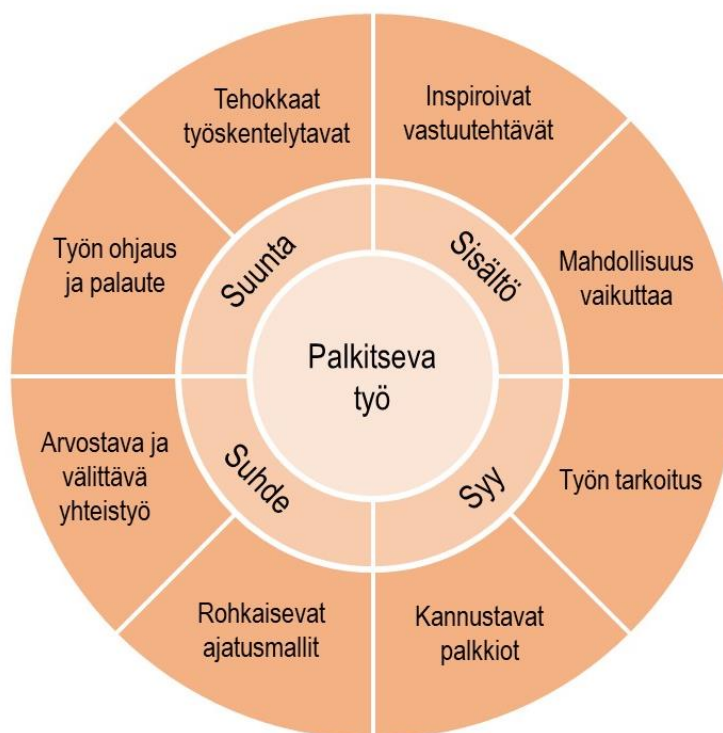 Tehokkaat
työskentelytavat
Inspiroivat
vastuutehtävät
Työn ohjaus
ja palaute
Suunta
Sisältö
Mahdollisuus
vaikuttaa
Palkitseva
työ
Arvostava ja
välittävä
yhteistyö
Suhde
Syy
Työn tarkoitus
Rohkaisevat
ajatusmallit
Kannustavat
palkkiot